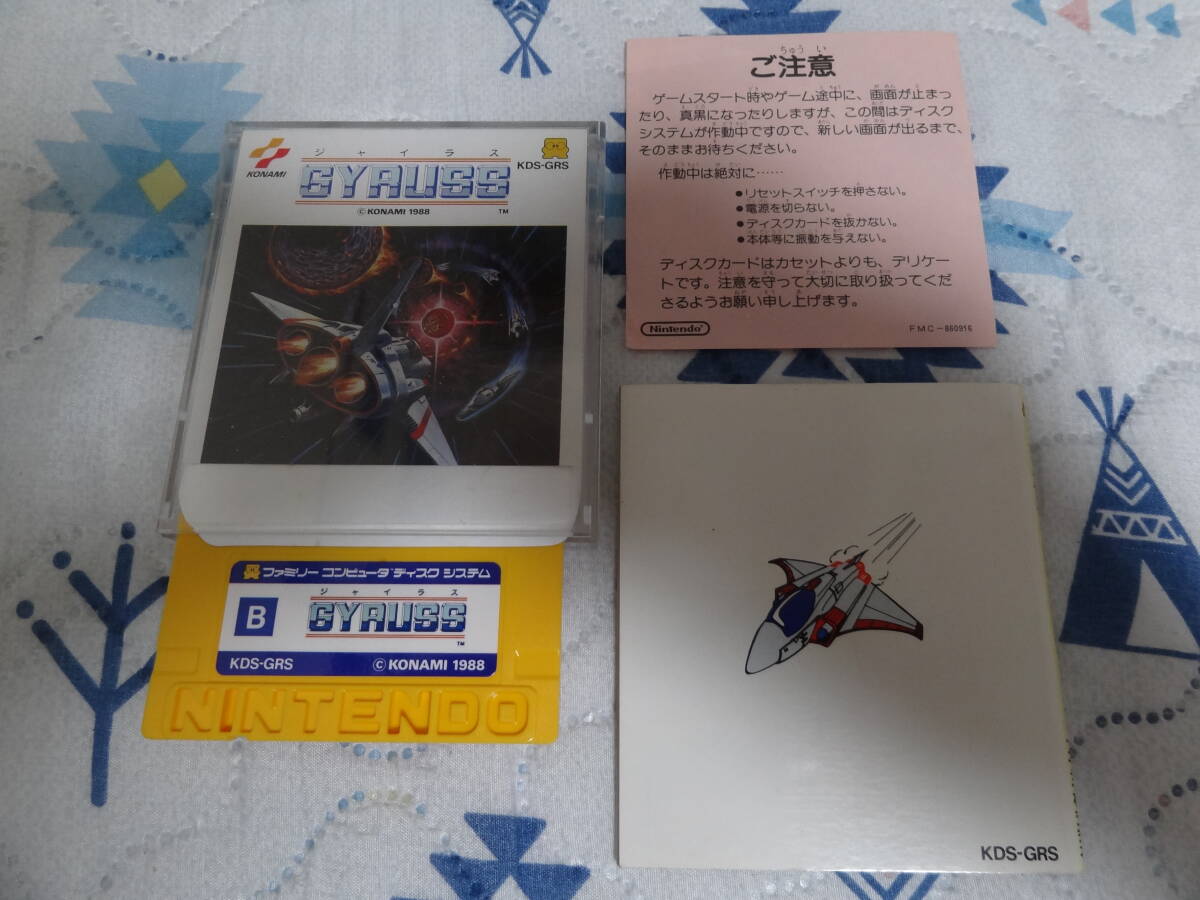 KONAMI
ジャイラス
GYRUSS
KDS-GRS
©KONAMI 1988 TM
ファミリー コンピュータ ディスク システム
B
ジャイラス
GYRUSS
TM
KDS-GRS
© KONAMI 1988
NINTENDO
ちゅうい
ご注意
ゲームスタート時やゲーム途中に、画面が止まっ
たり、真黒になったりしますが、この間はディスク
システムが作動中ですので、新しい画面が出るまで、
そのままお待ちください。
作動中は絶対に……
●リセットスイッチを押さない。
●電源を切らない。
●ディスクカードを抜かない。
●本体等に振動を与えない。
ディスクカードはカセットよりも、デリケー
トです。注意を守って大切に取り扱ってくだ
さるようお願い申し上げます。
Nintendo
FMC-860916
KDS-GRS